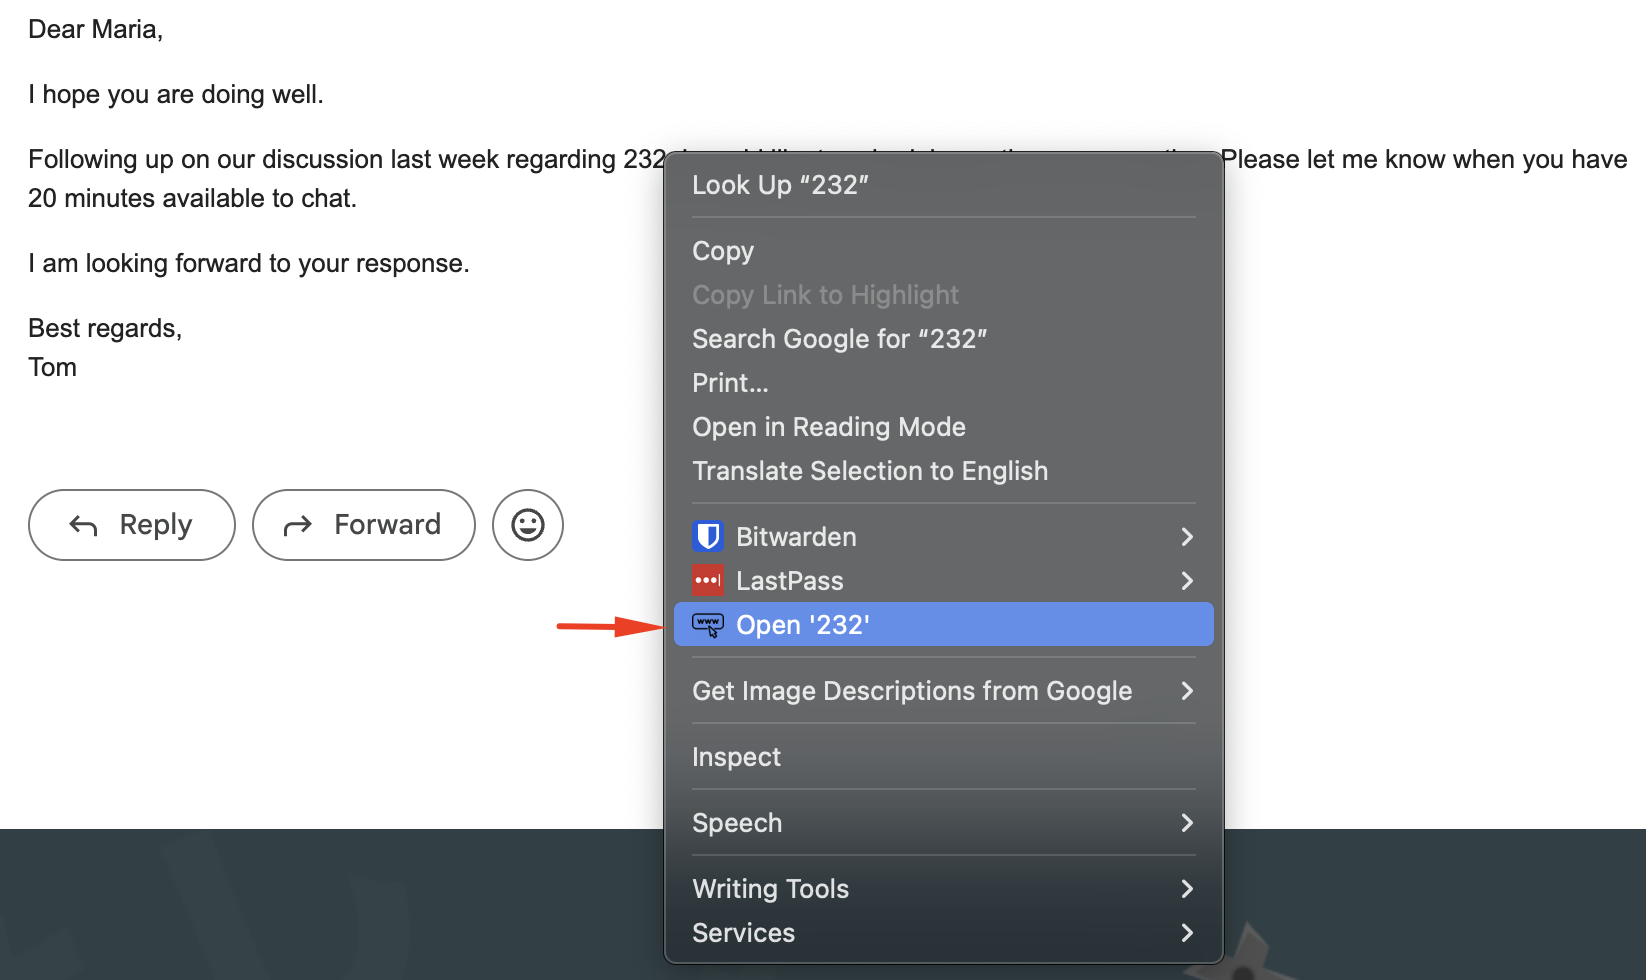 Dear Maria,
I hope you are doing well.
Following up on our discussion last week regarding 232 Please let me know when you have
20 minutes available to chat.
I am looking forward to your response.
Best regards,
Tom
Reply
Forward
Look Up “232”
Copy
Copy Link to Highlight
Search Google for “232”
Print...
Open in Reading Mode
Translate Selection to English
Bitwarden
LastPass
www
Open '232'
Get Image Descriptions from Google
Inspect
Speech
Writing Tools
Services